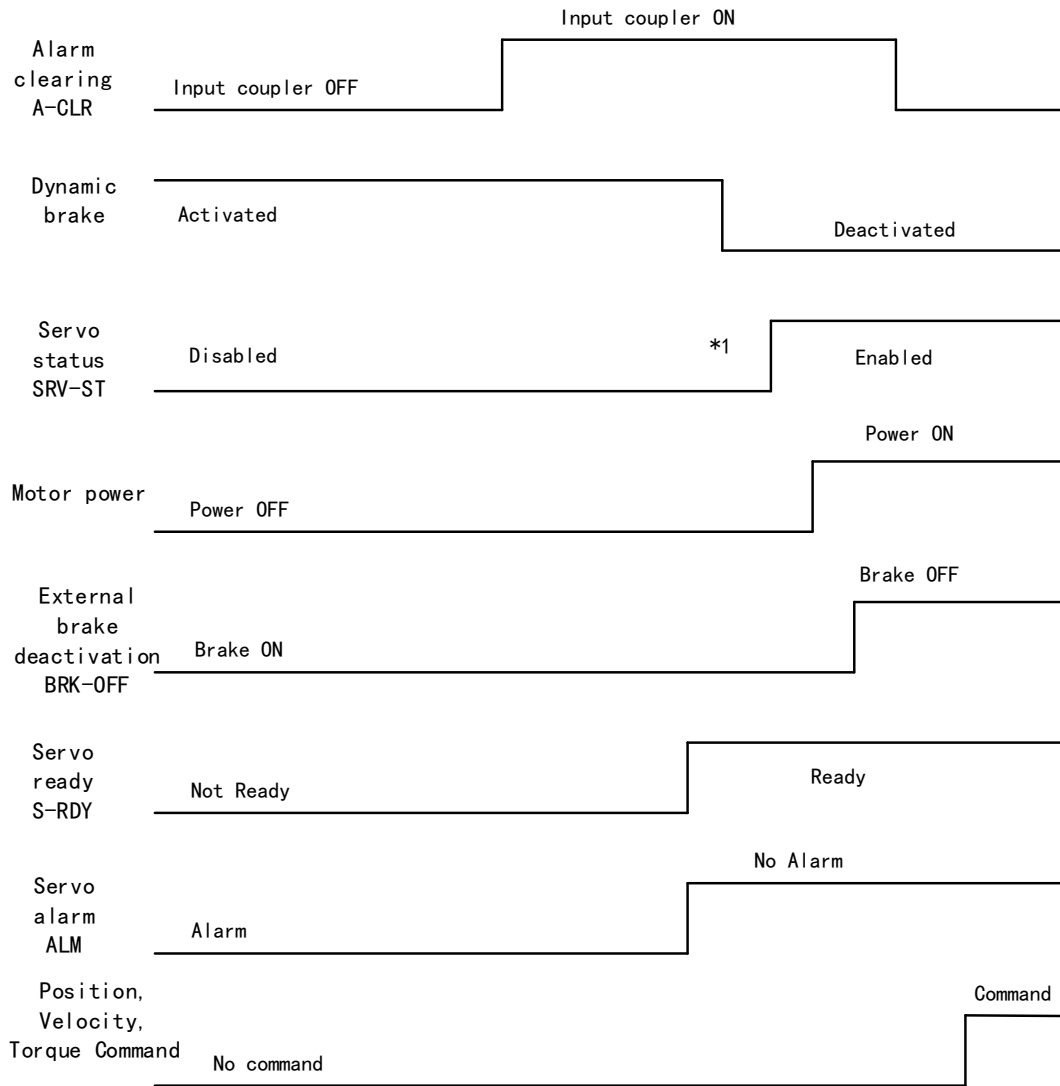 Input coupler ON
Alarm
clearing
A-CLR
Input coupler OFF
Dynamic
brake
Activated
Deactivated
Servo
status
SRV-ST
Disabled
*1
Enabled
Power ON
Motor power
Power OFF
Brake OFF
External
brake
deactivation
BRK-OFF
Brake ON
Servo
ready
S-RDY
Not Ready
Ready
No Alarm
Servo
alarm
ALM
Alarm
Position,
Velocity,
Torque Command
Command
No command